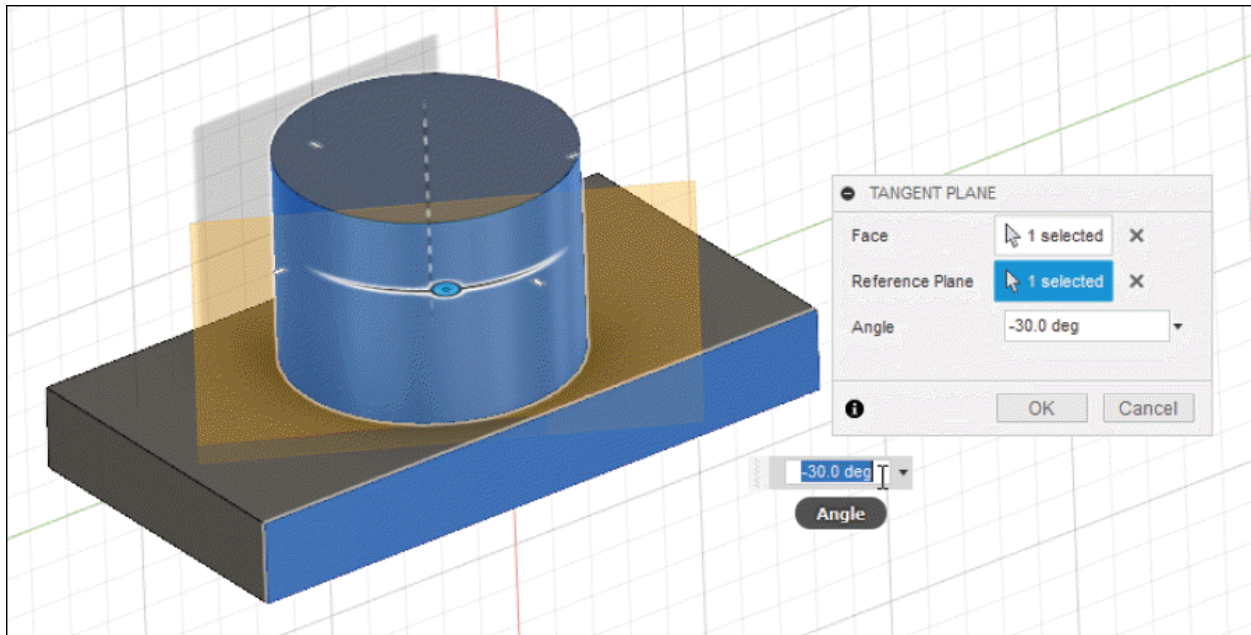 TANGENT PLANE
Face 1 selected
Reference Plane 1 selected
Angle -30.0 deg
OK Cancel
-30.0 deg
Angle